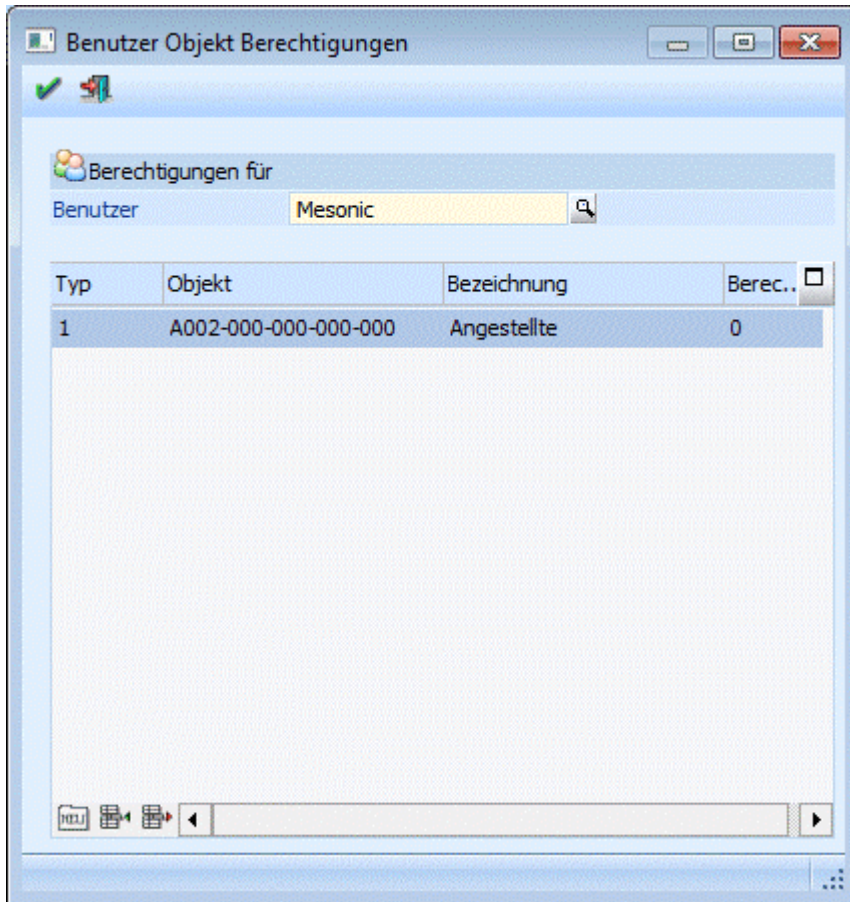 Benutzer Objekt Berechtigungen
Berechtigungen für
Benutzer Mesonic
Typ Objekt Bezeichnung Berec..
1 A002-000-000-000-000 Angestellte 0